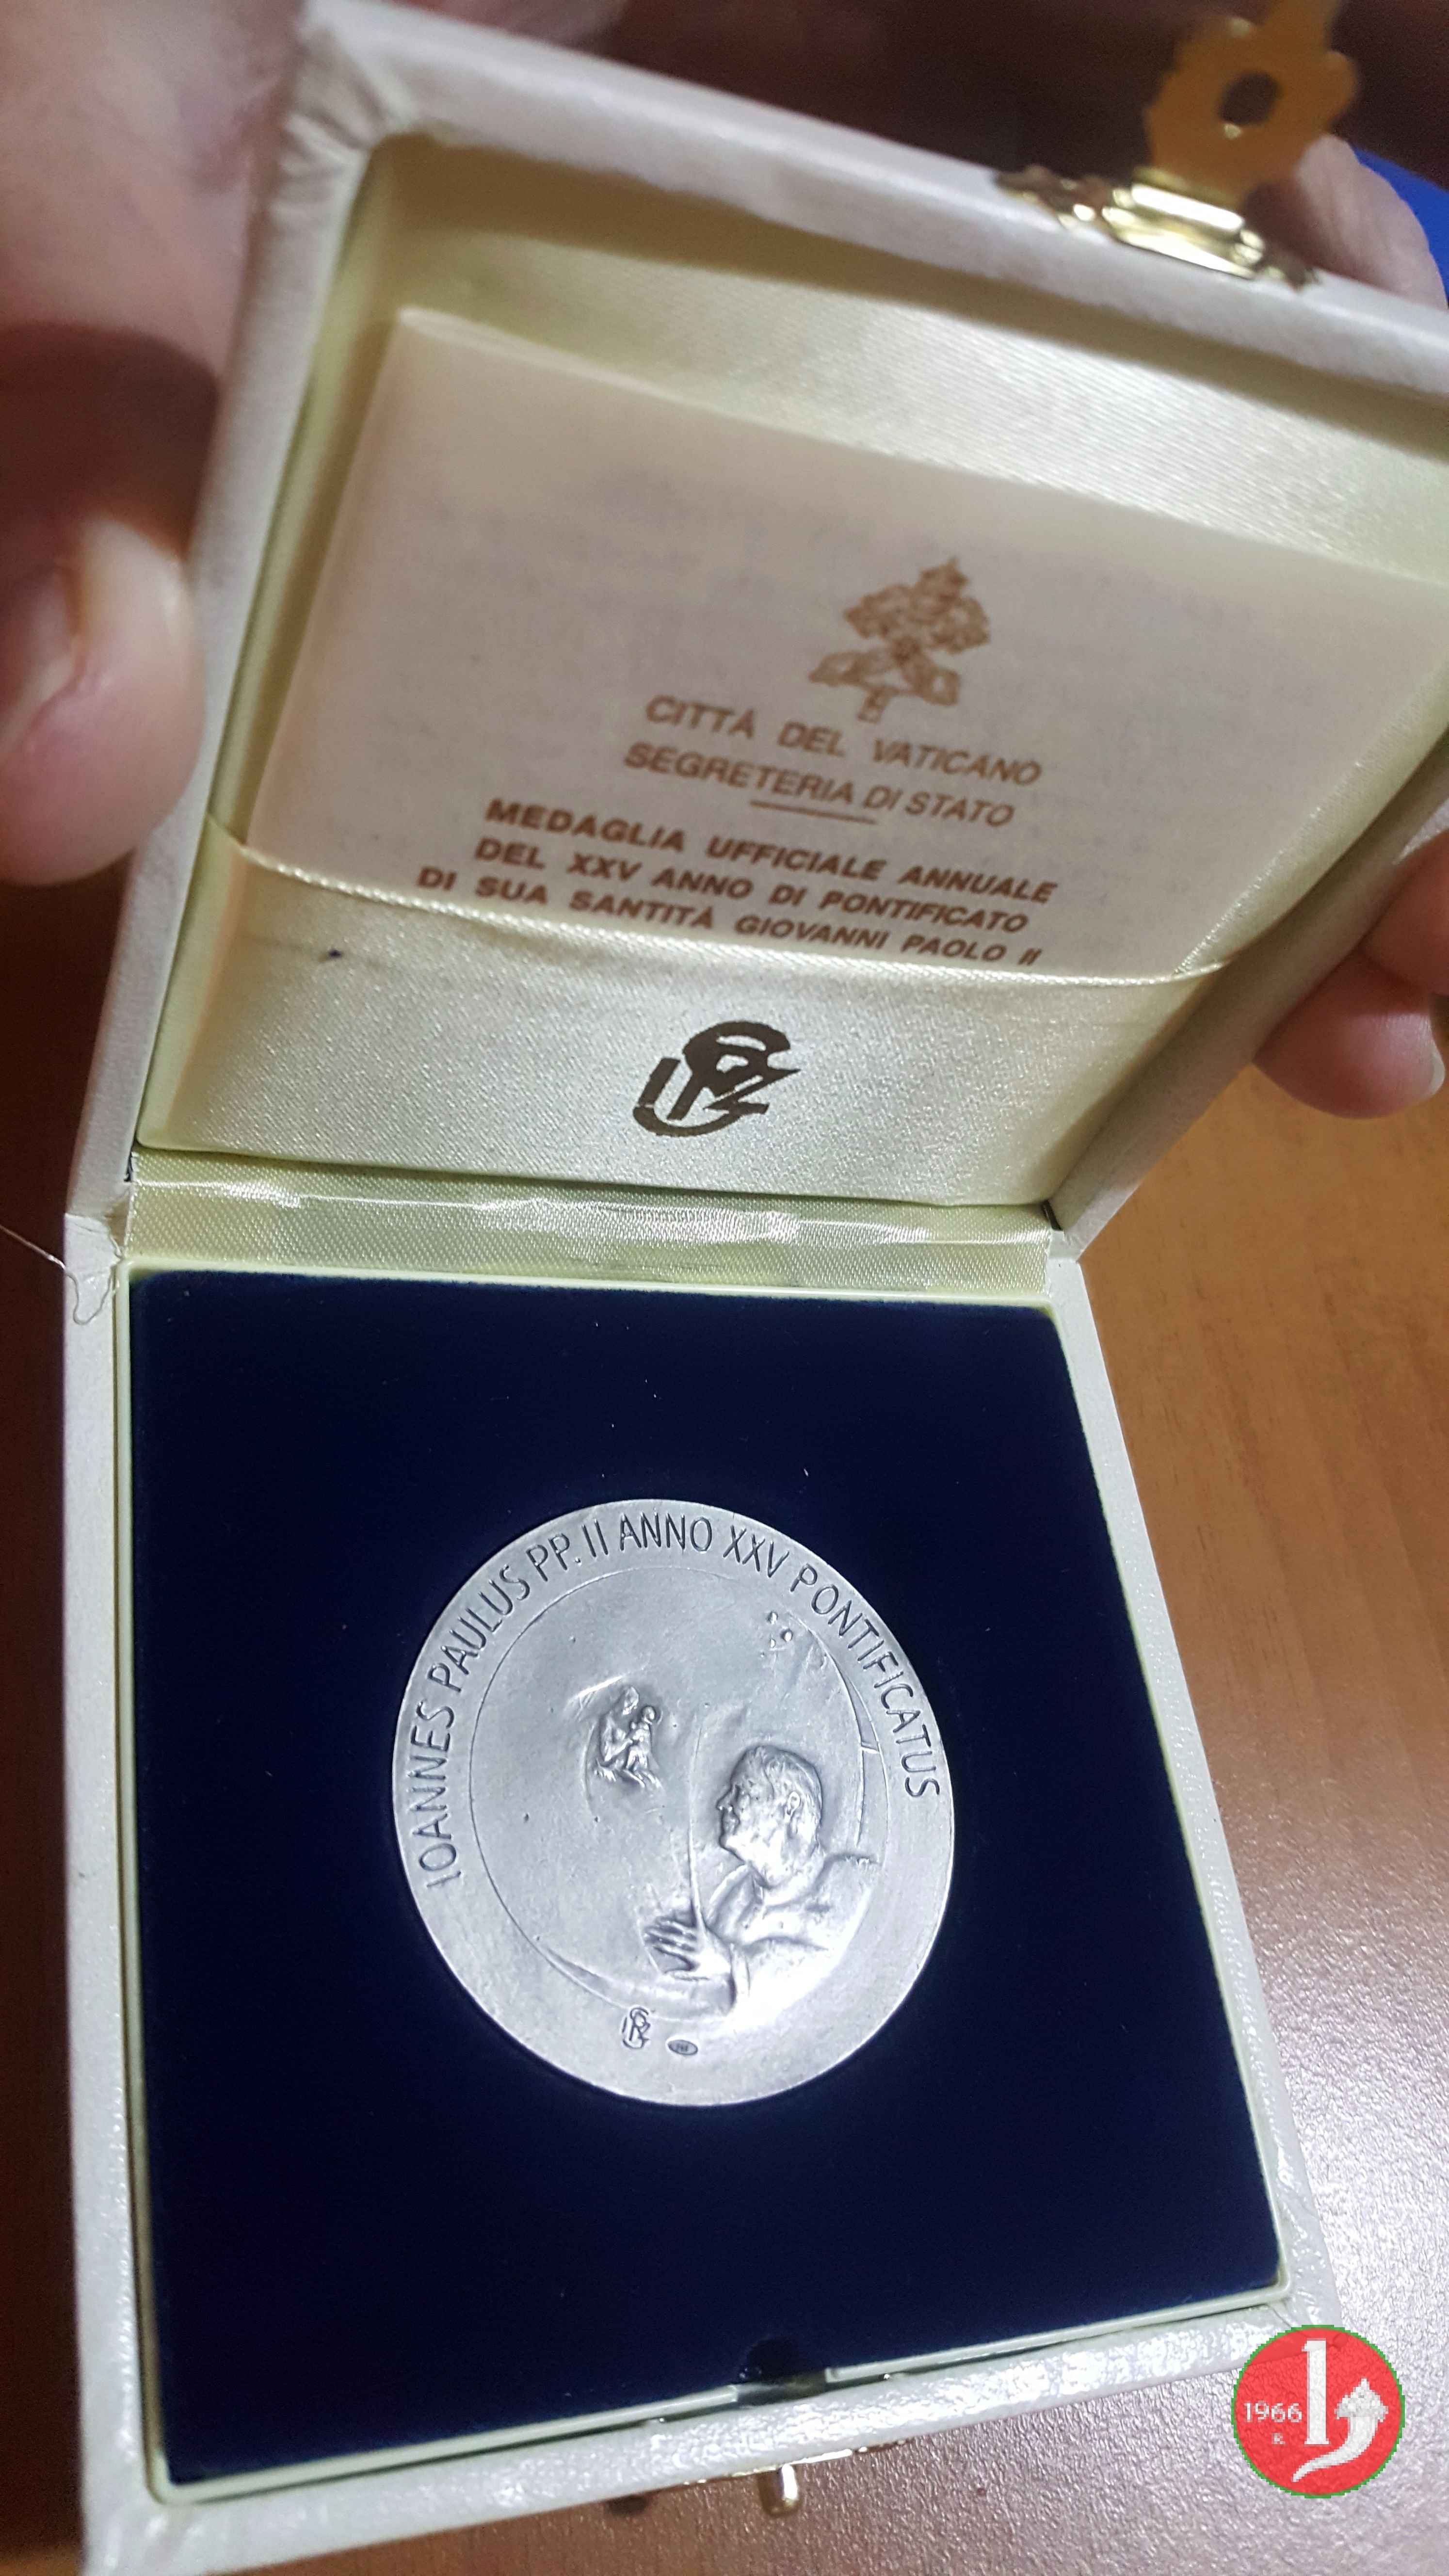 CITTÀ DEL VATICANO
SEGRETERIA DI STATO
MEDAGLIA UFFICIALE ANNUALE
DEL XXV ANNO DI PONTIFICATO
DI SUA SANTITÀ GIOVANNI PAOLO II
IOANNES PAULUS PP. II ANNO XXV PONTIFICATUS
1966 1
R